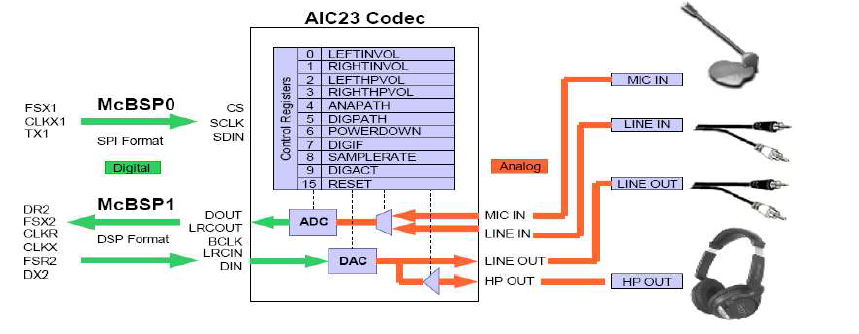 AIC23 Codec
Control Registers
0 LEFTINVOL
1 RIGHTINVOL
2 LEFTHPVOL
3 RIGHTHPVOL
4 ANAPATH
5 DIGPATH
6 POWERDOWN
7 DIGIF
8 SAMPLERATE
9 DIGACT
15 RESET
FSX1
CLKX1
TX1
McBSP0
SPI Format
CS
SCLK
SDIN
Digital
McBSP1
DSP Format
DR2
FSX2
CLKR
CLKX
FSR2
DX2
DOUT
LRCOUT
BCLK
LRCIN
DIN
ADC
DAC
Analog
MIC IN
LINE IN
LINE OUT
HP OUT
MIC IN
LINE IN
LINE OUT
HP OUT